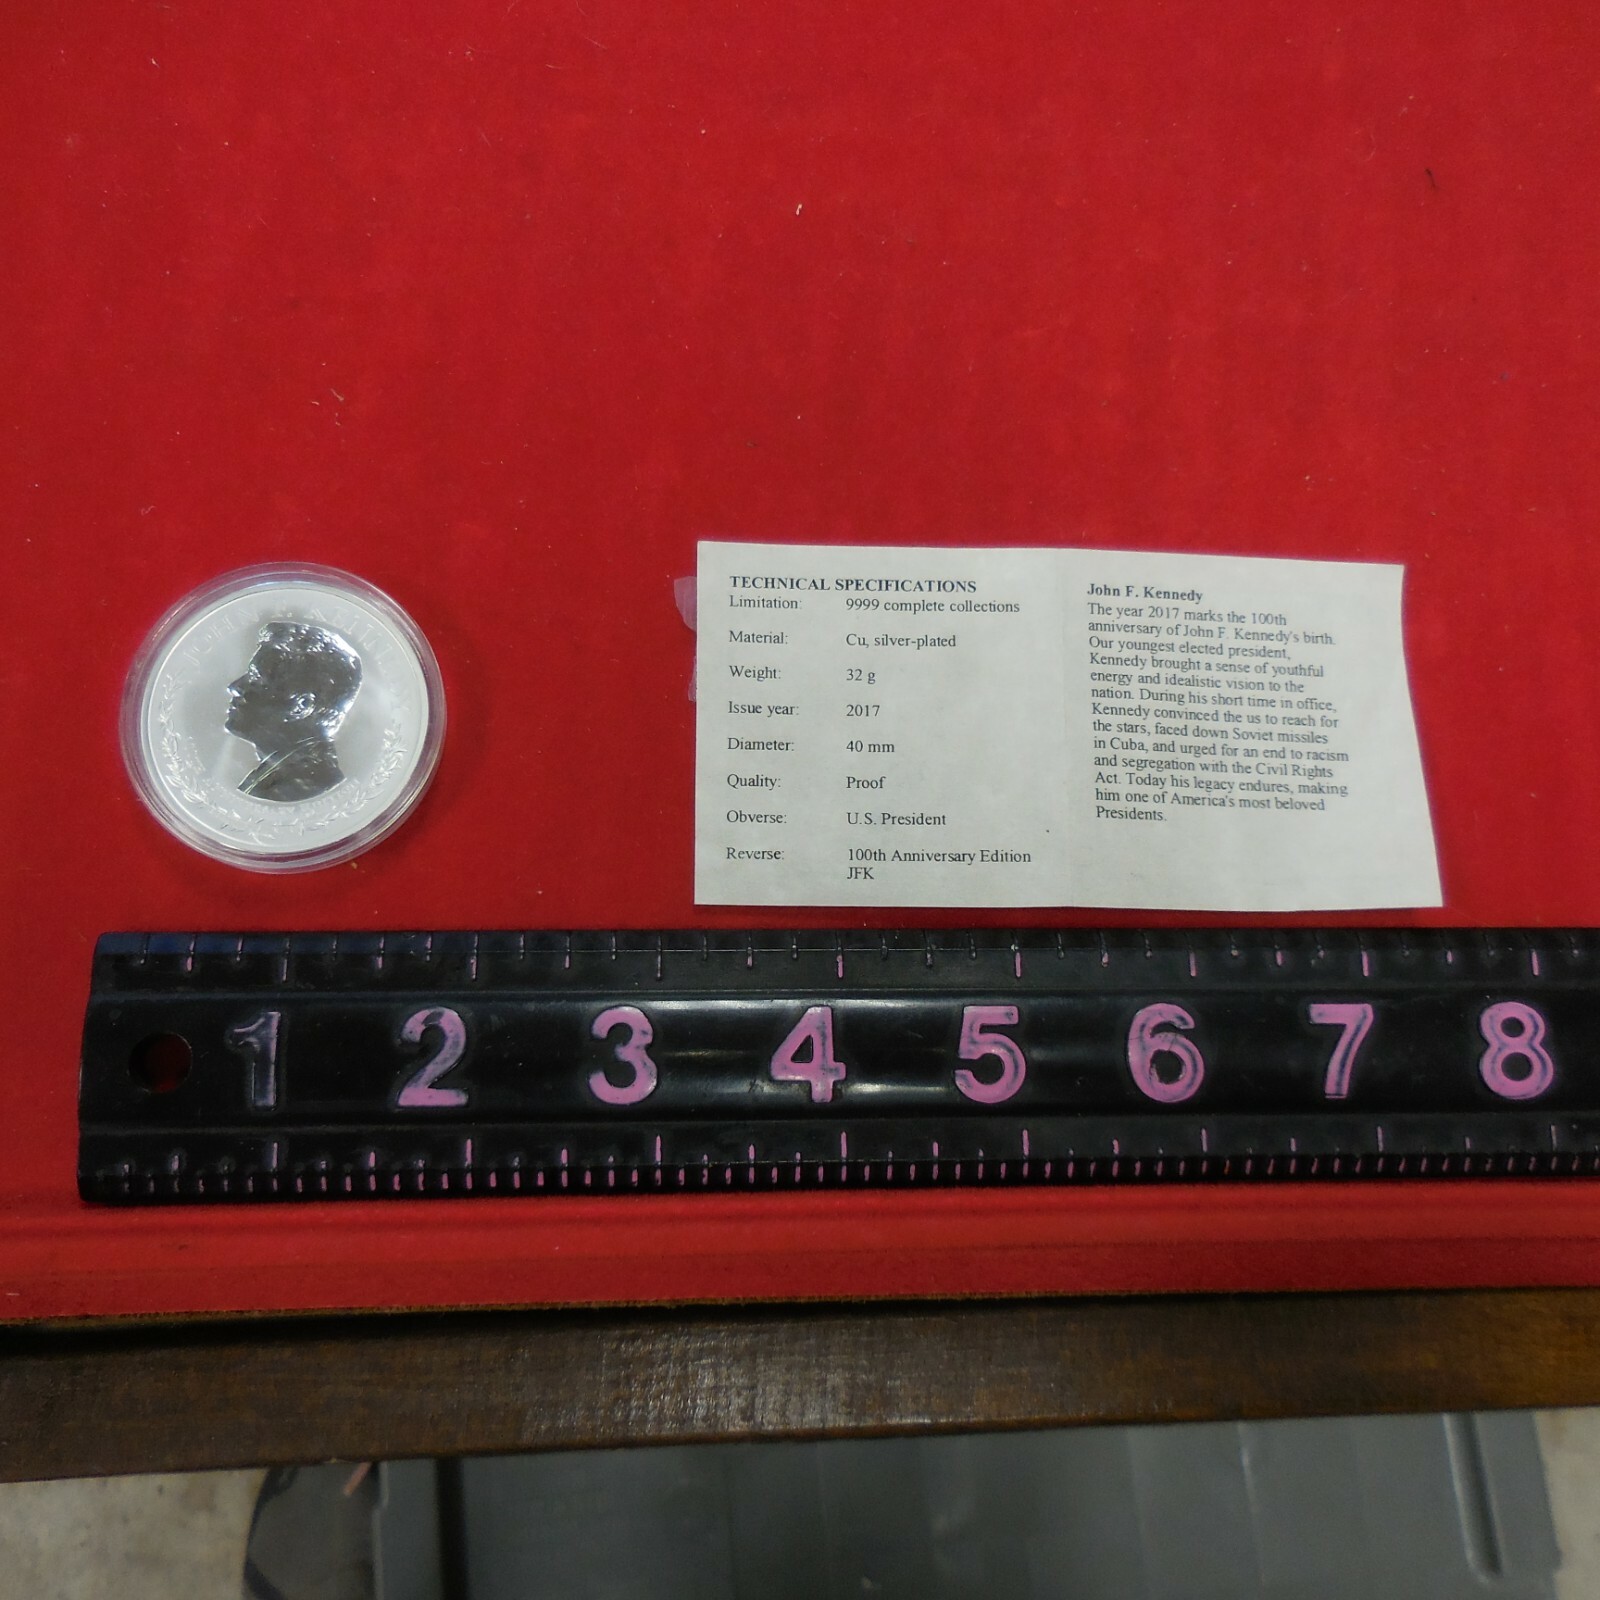 JOHN F. KENNEDY
TECHNICAL SPECIFICATIONS
Limitation: 9999 complete collections
Material: Cu, silver-plated
Weight: 32 g
Issue year: 2017
Diameter: 40 mm
Quality: Proof
Obverse: U.S. President
Reverse: 100th Anniversary Edition
JFK
John F. Kennedy
The year 2017 marks the 100th
anniversary of John F. Kennedy's birth.
Our youngest elected president,
Kennedy brought a sense of youthful
energy and idealistic vision to the
nation. During his short time in office,
Kennedy convinced the us to reach for
the stars, faced down Soviet missiles
in Cuba, and urged for an end to racism
and segregation with the Civil Rights
Act. Today his legacy endures, making
him one of America's most beloved
Presidents.
1 2 3 4 5 6 7 8